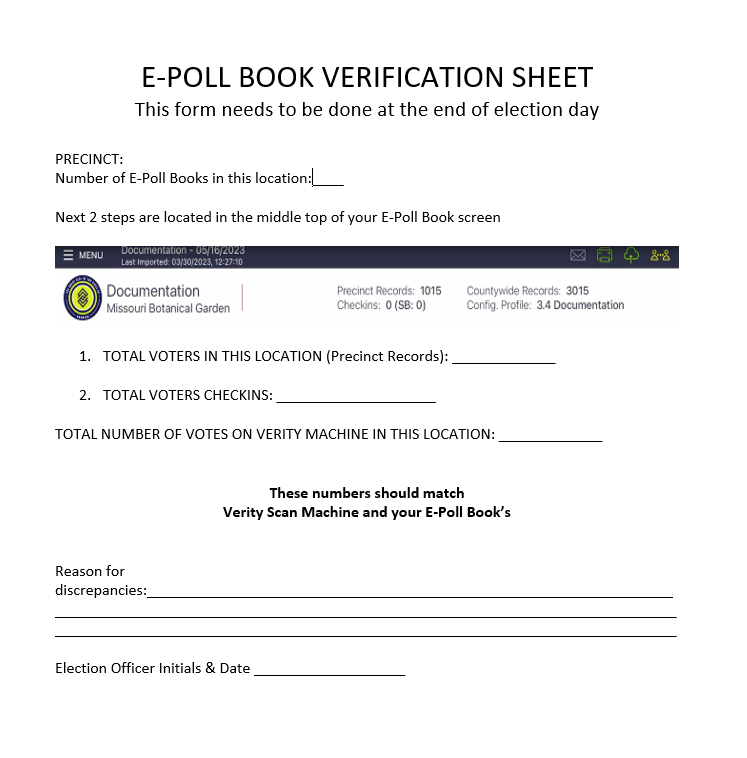 E-POLL BOOK VERIFICATION SHEET
This form needs to be done at the end of election day
PRECINCT:
Number of E-Poll Books in this location:____
Next 2 steps are located in the middle top of your E-Poll Book screen
MENU
Documentation - 05/16/2023
Last Imported: 03/30/2023, 12:27:10
Documentation
Missouri Botanical Garden
Precinct Records: 1015
Checkins: 0 (SB: 0)
Countywide Records: 3015
Config. Profile: 3.4 Documentation
1. TOTAL VOTERS IN THIS LOCATION (Precinct Records): _____________
2. TOTAL VOTERS CHECKINS: ____________________
TOTAL NUMBER OF VOTES ON VERITY MACHINE IN THIS LOCATION: _____________
These numbers should match
Verity Scan Machine and your E-Poll Book’s
Reason for
discrepancies:__________________________________________________________________
Election Officer Initials & Date ___________________